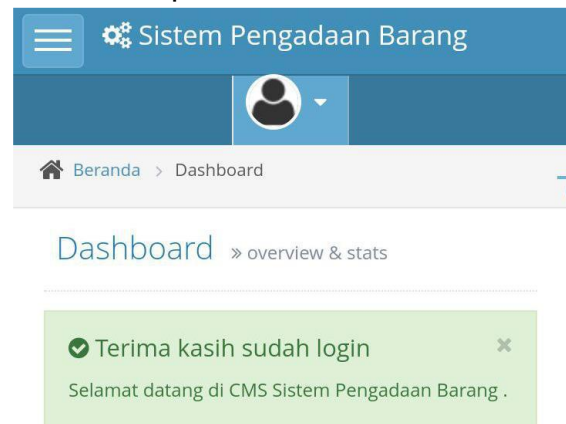 Sistem Pengadaan Barang
Beranda > Dashboard
Dashboard » overview & stats
Terima kasih sudah login ×
Selamat datang di CMS Sistem Pengadaan Barang .